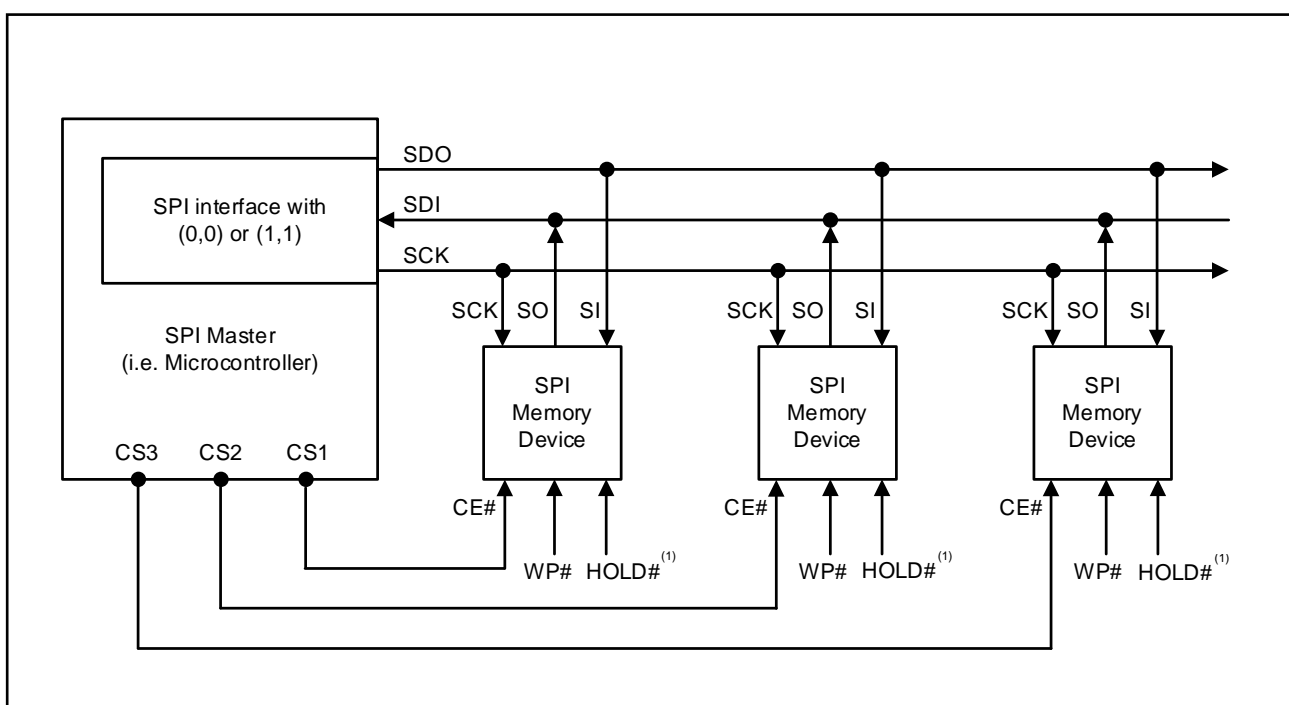 SDO
SPI interface with
(0,0) or (1,1)
SDI
SCK
SPI Master
(i.e. Microcontroller)
SCK SO SI
SCK SO SI
SCK SO SI
SPI
Memory
Device
SPI
Memory
Device
SPI
Memory
Device
CS3 CS2 CS1
CE#
CE#
CE#
WP# HOLD#(1)
WP# HOLD#(1)
WP# HOLD#(1)